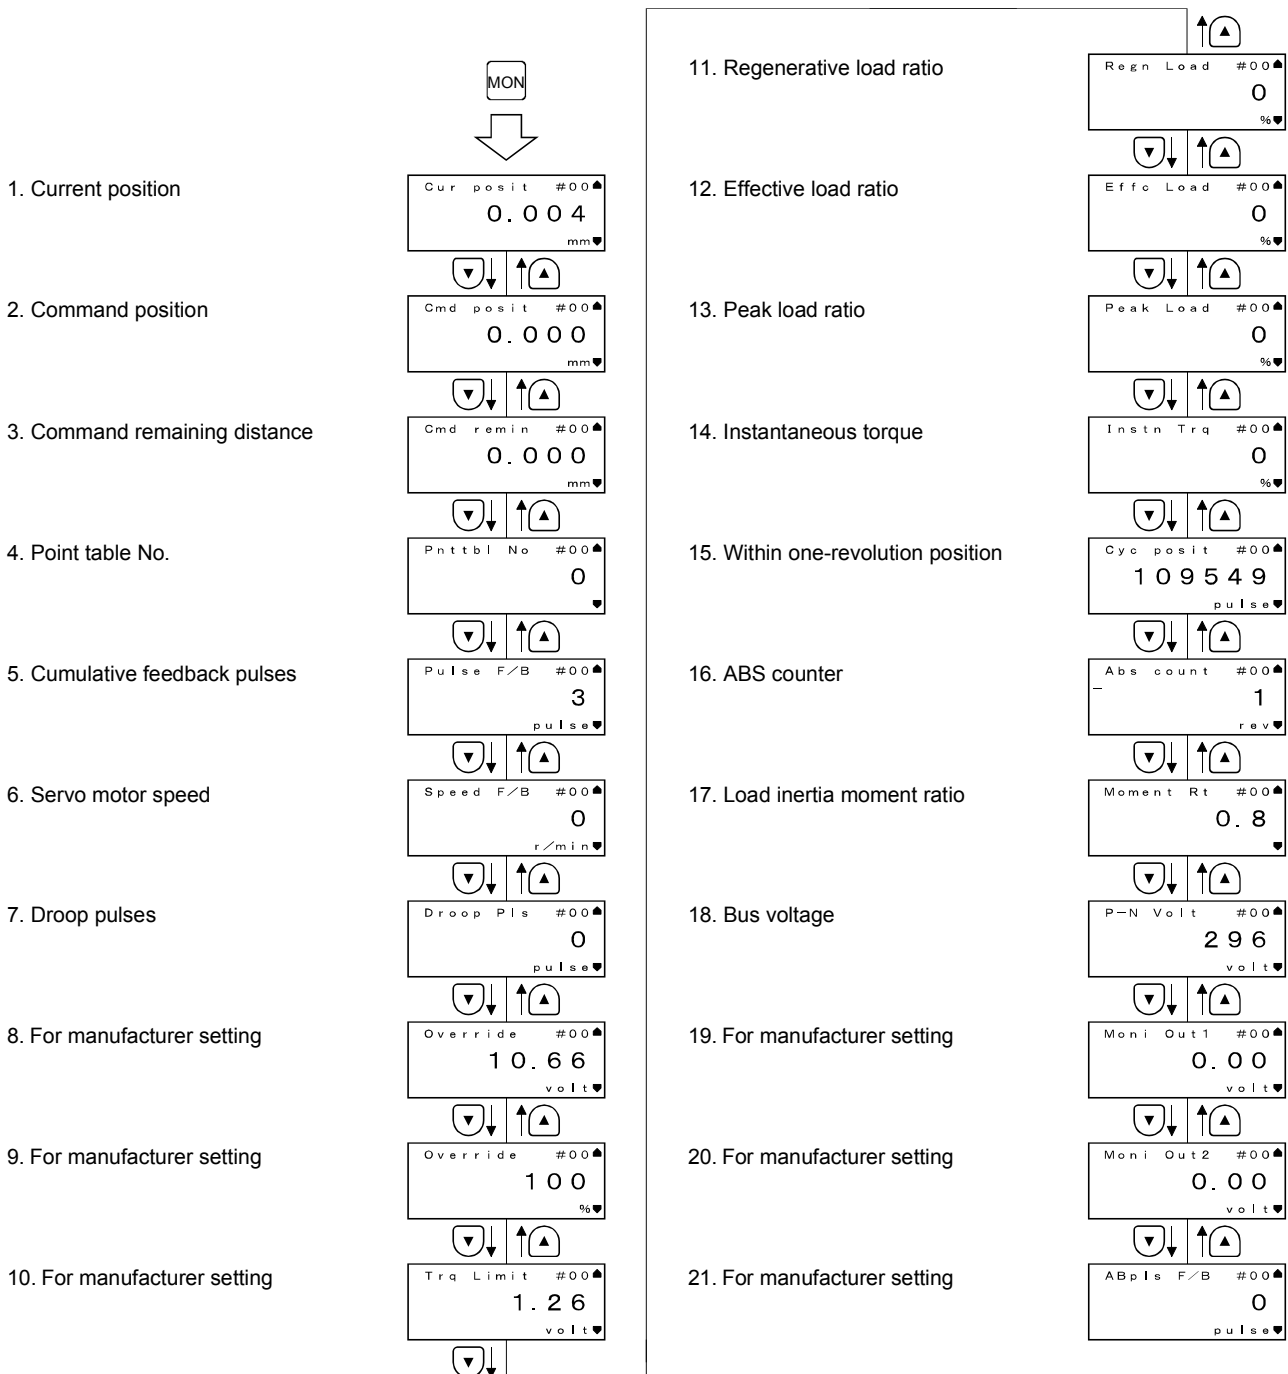 MON
1. Current position
Cur posit #00
0.004
mm
2. Command position
Cmd posit #00
0.000
mm
3. Command remaining distance
Cmd remin #00
0.000
mm
4. Point table No.
Pnttbl No #00
0
5. Cumulative feedback pulses
Pulse F/B #00
3
pulse
6. Servo motor speed
Speed F/B #00
0
r/min
7. Droop pulses
Droop Pls #00
0
pulse
8. For manufacturer setting
Override #00
10.66
volt
9. For manufacturer setting
Override #00
100
%
10. For manufacturer setting
Trq Limit #00
1.26
volt
11. Regenerative load ratio
Regn Load #00
0
%
12. Effective load ratio
Effc Load #00
0
%
13. Peak load ratio
Peak Load #00
0
%
14. Instantaneous torque
Instn Trq #00
0
%
15. Within one-revolution position
Cyc posit #00
109549
pulse
16. ABS counter
Abs count #00
− 1
rev
17. Load inertia moment ratio
Moment Rt #00
0.8
18. Bus voltage
P−N Volt #00
296
volt
19. For manufacturer setting
Moni Out1 #00
0.00
volt
20. For manufacturer setting
Moni Out2 #00
0.00
volt
21. For manufacturer setting
ABpls F/B #00
0
pulse